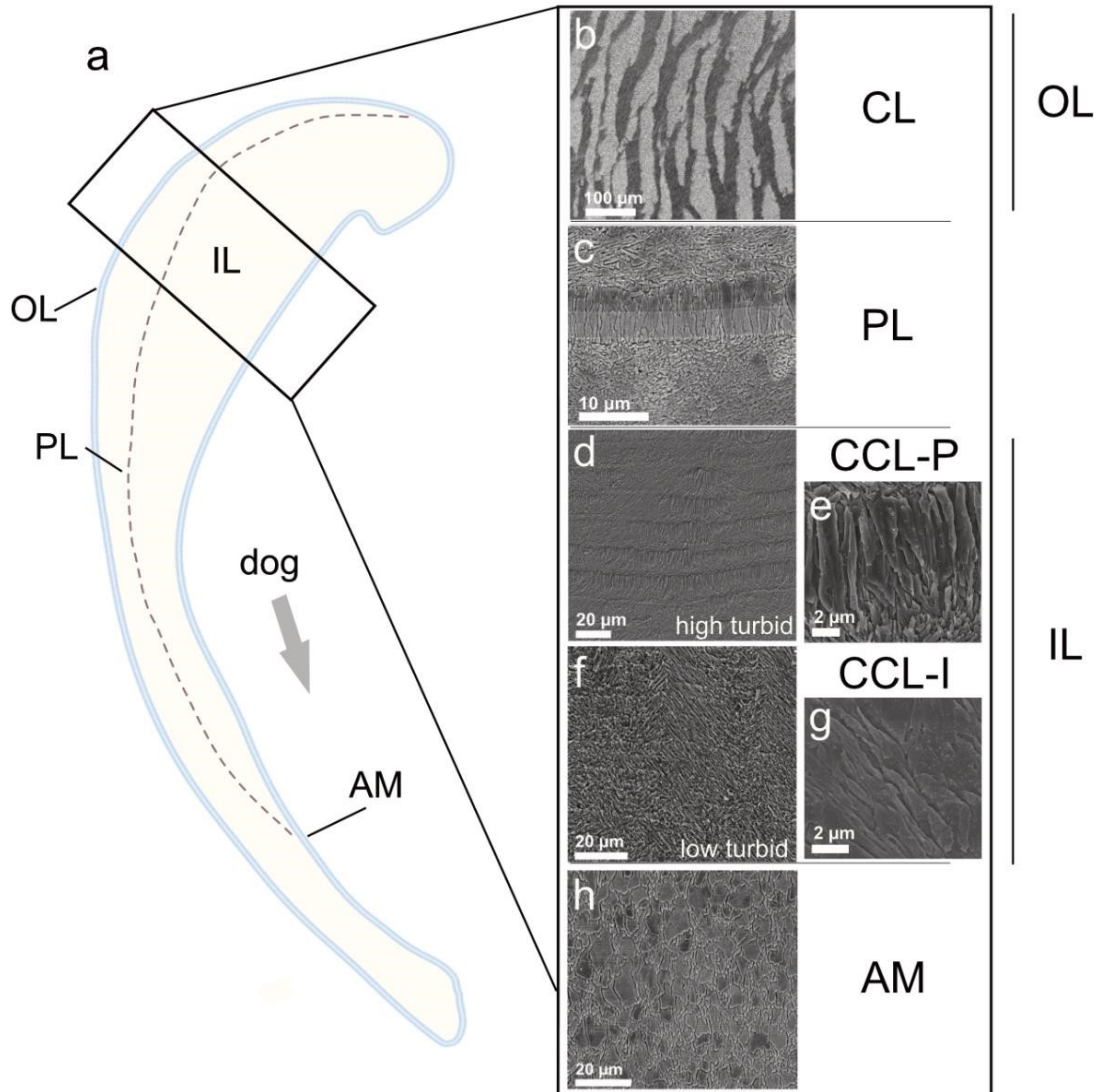 a
OL
IL
PL
dog
AM
b
100 µm
CL
OL
c
10 µm
PL
d
20 µm
high turbid
CCL-P
e
2 µm
IL
f
20 µm
low turbid
CCL-I
g
2 µm
h
20 µm
AM